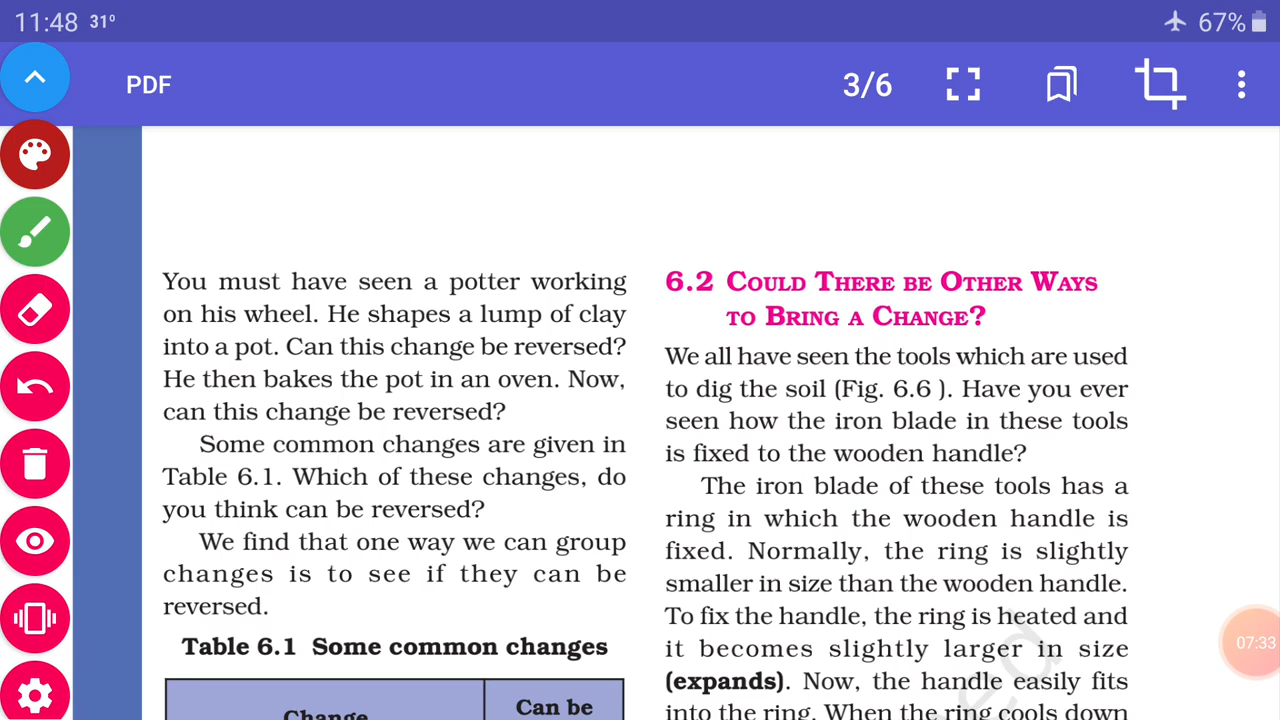 11:48 31°
67%
PDF
3/6
You must have seen a potter working
on his wheel. He shapes a lump of clay
into a pot. Can this change be reversed?
He then bakes the pot in an oven. Now,
can this change be reversed?
Some common changes are given in
Table 6.1. Which of these changes, do
you think can be reversed?
We find that one way we can group
changes is to see if they can be
reversed.
Table 6.1 Some common changes
Change
Can be
6.2 COULD THERE BE OTHER WAYS
TO BRING A CHANGE?
We all have seen the tools which are used
to dig the soil (Fig. 6.6 ). Have you ever
seen how the iron blade in these tools
is fixed to the wooden handle?
The iron blade of these tools has a
ring in which the wooden handle is
fixed. Normally, the ring is slightly
smaller in size than the wooden handle.
To fix the handle, the ring is heated and
it becomes slightly larger in size
(expands). Now, the handle easily fits
into the ring. When the ring cools down
07:33